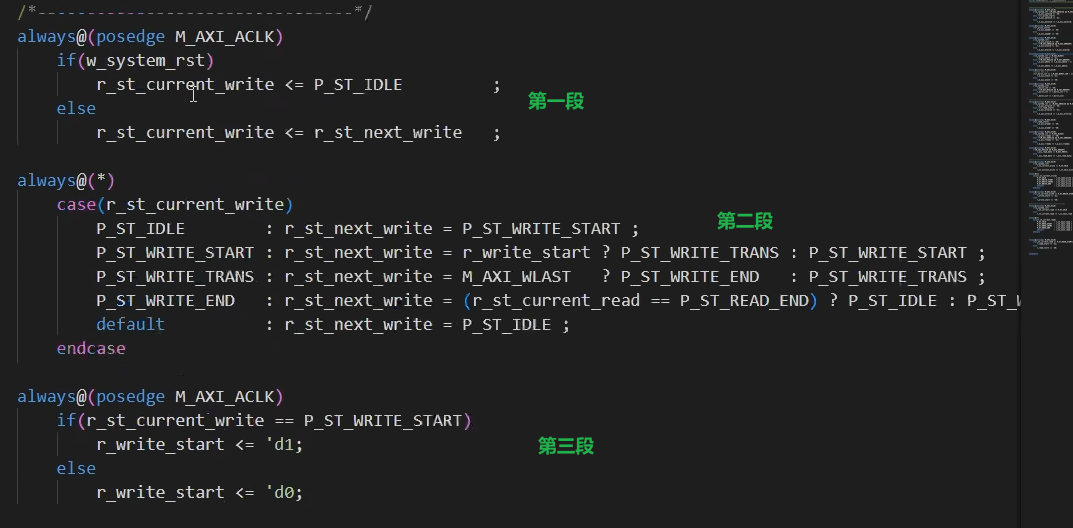 /*--------------------------------*/
always@(posedge M_AXI_ACLK)
    if(w_system_rst)
        r_st_current_write <= P_ST_IDLE         ;
    else
        r_st_current_write <= r_st_next_write   ;
第一段
always@(*)
    case(r_st_current_write)
        P_ST_IDLE        : r_st_next_write = P_ST_WRITE_START ;
        P_ST_WRITE_START : r_st_next_write = r_write_start ? P_ST_WRITE_TRANS : P_ST_WRITE_START ;
        P_ST_WRITE_TRANS : r_st_next_write = M_AXI_WLAST   ? P_ST_WRITE_END   : P_ST_WRITE_TRANS ;
        P_ST_WRITE_END   : r_st_next_write = (r_st_current_read == P_ST_READ_END) ? P_ST_IDLE : P_ST_W
        default          : r_st_next_write = P_ST_IDLE ;
    endcase
第二段
always@(posedge M_AXI_ACLK)
    if(r_st_current_write == P_ST_WRITE_START)
        r_write_start <= 'd1;
    else
        r_write_start <= 'd0;
第三段